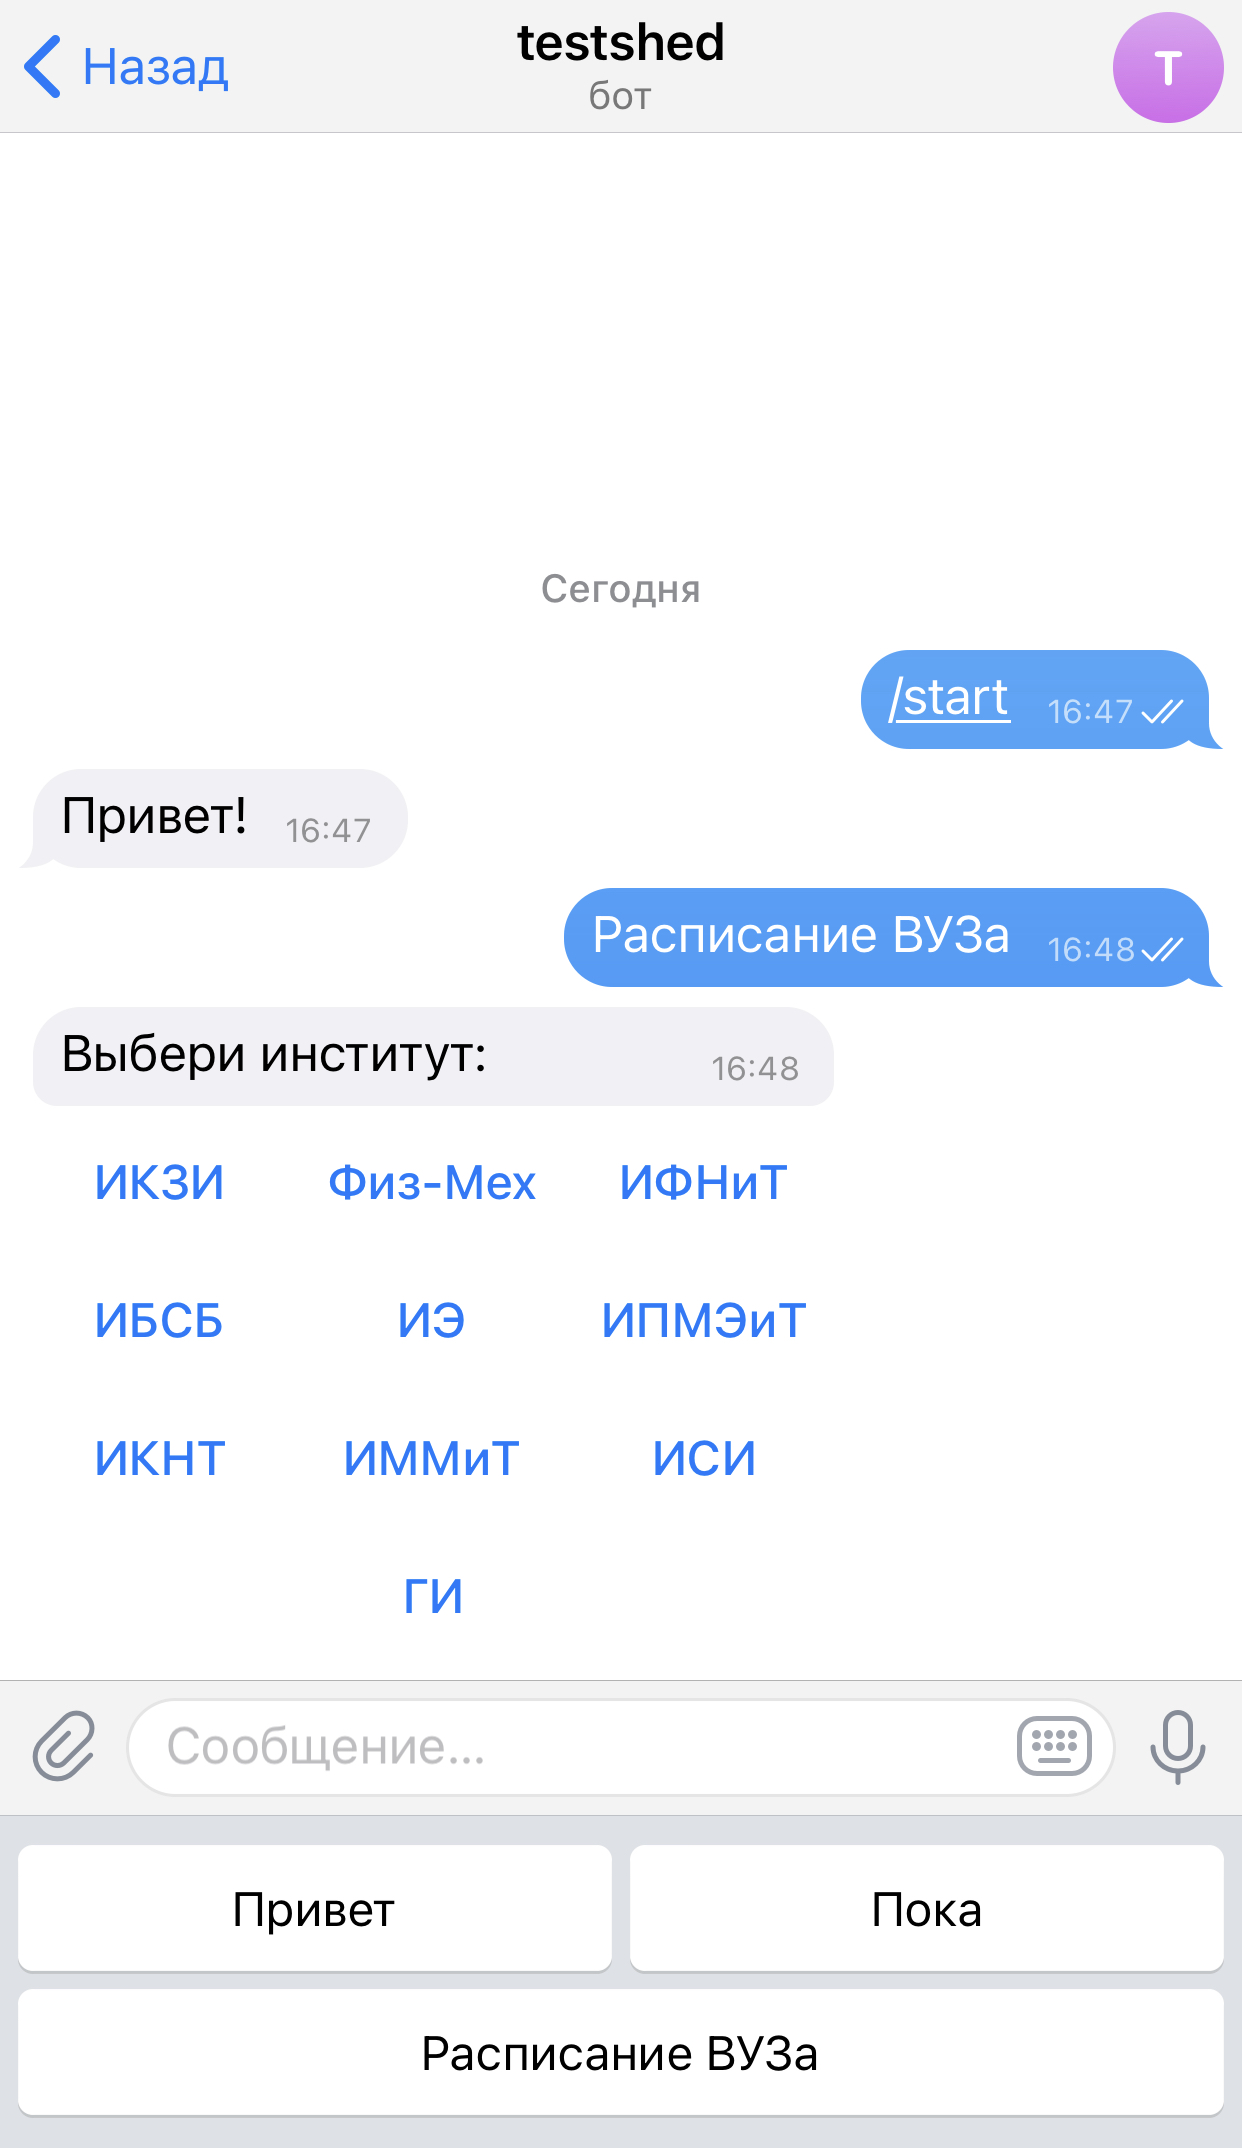 Назад
testshed
бот
T
Сегодня
/start 16:47
Привет! 16:47
Расписание ВУЗа 16:48
Выбери институт: 16:48
ИКЗИ Физ-Мех ИФНиТ
ИБСБ ИЭ ИПМЭиТ
ИКНТ ИММиТ ИСИ
ГИ
Сообщение...
Привет Пока
Расписание ВУЗа